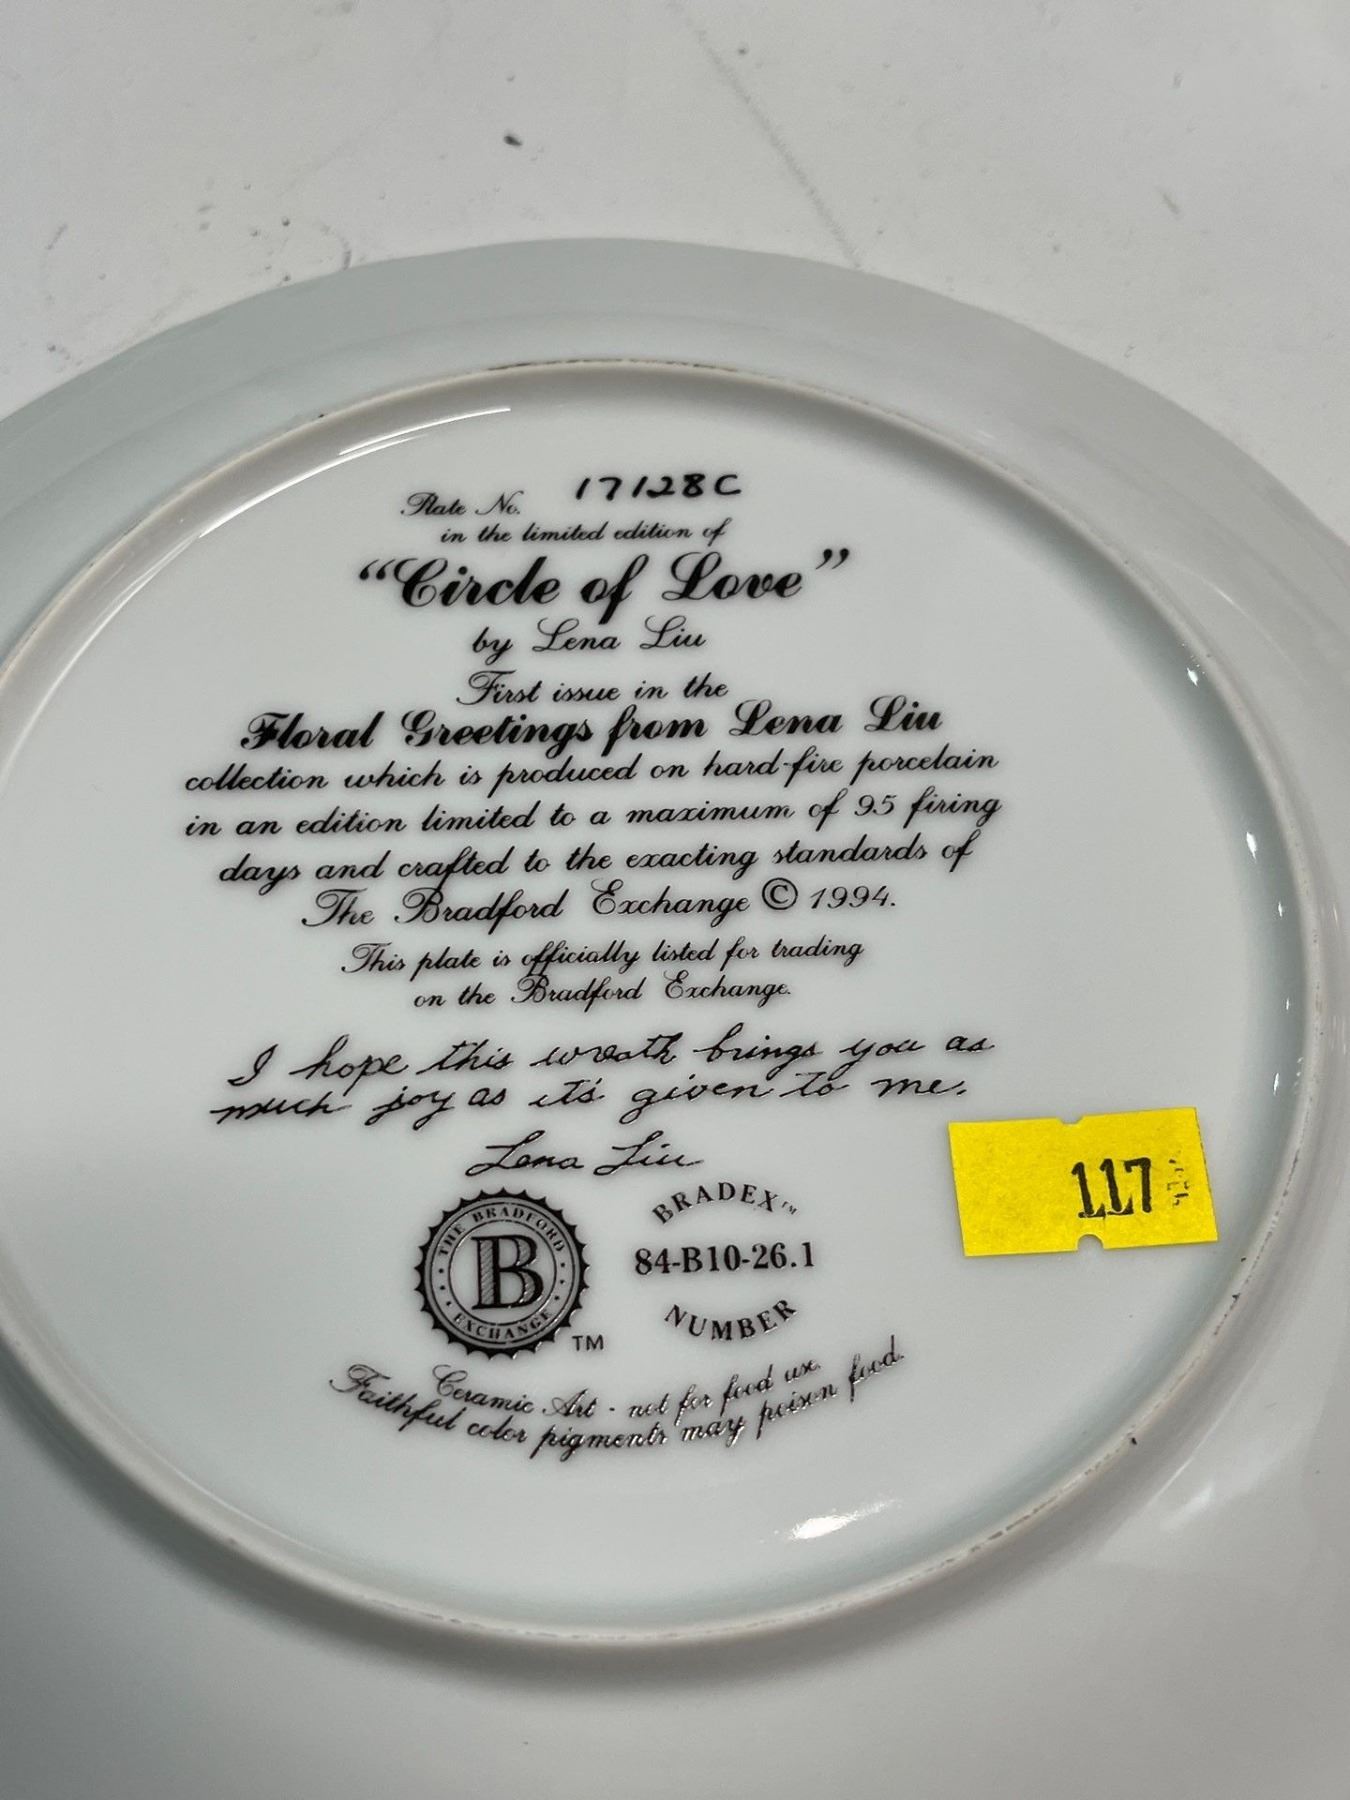 Plate No. 17128C
in the limited edition of
“Circle of Love”
by Lena Liu
First issue in the
Floral Greetings from Lena Liu
collection which is produced on hard-fire porcelain
in an edition limited to a maximum of 95 firing
days and crafted to the exacting standards of
The Bradford Exchange © 1994.
This plate is officially listed for trading
on the Bradford Exchange.
I hope this wreath brings you as
much joy as it's given to me.
Lena Liu
THE BRADFORD
B
EXCHANGE
TM
BRADEX™
84-B10-26.1
NUMBER
117
Ceramic Art - not for food use.
Faithful color pigments may poison food.